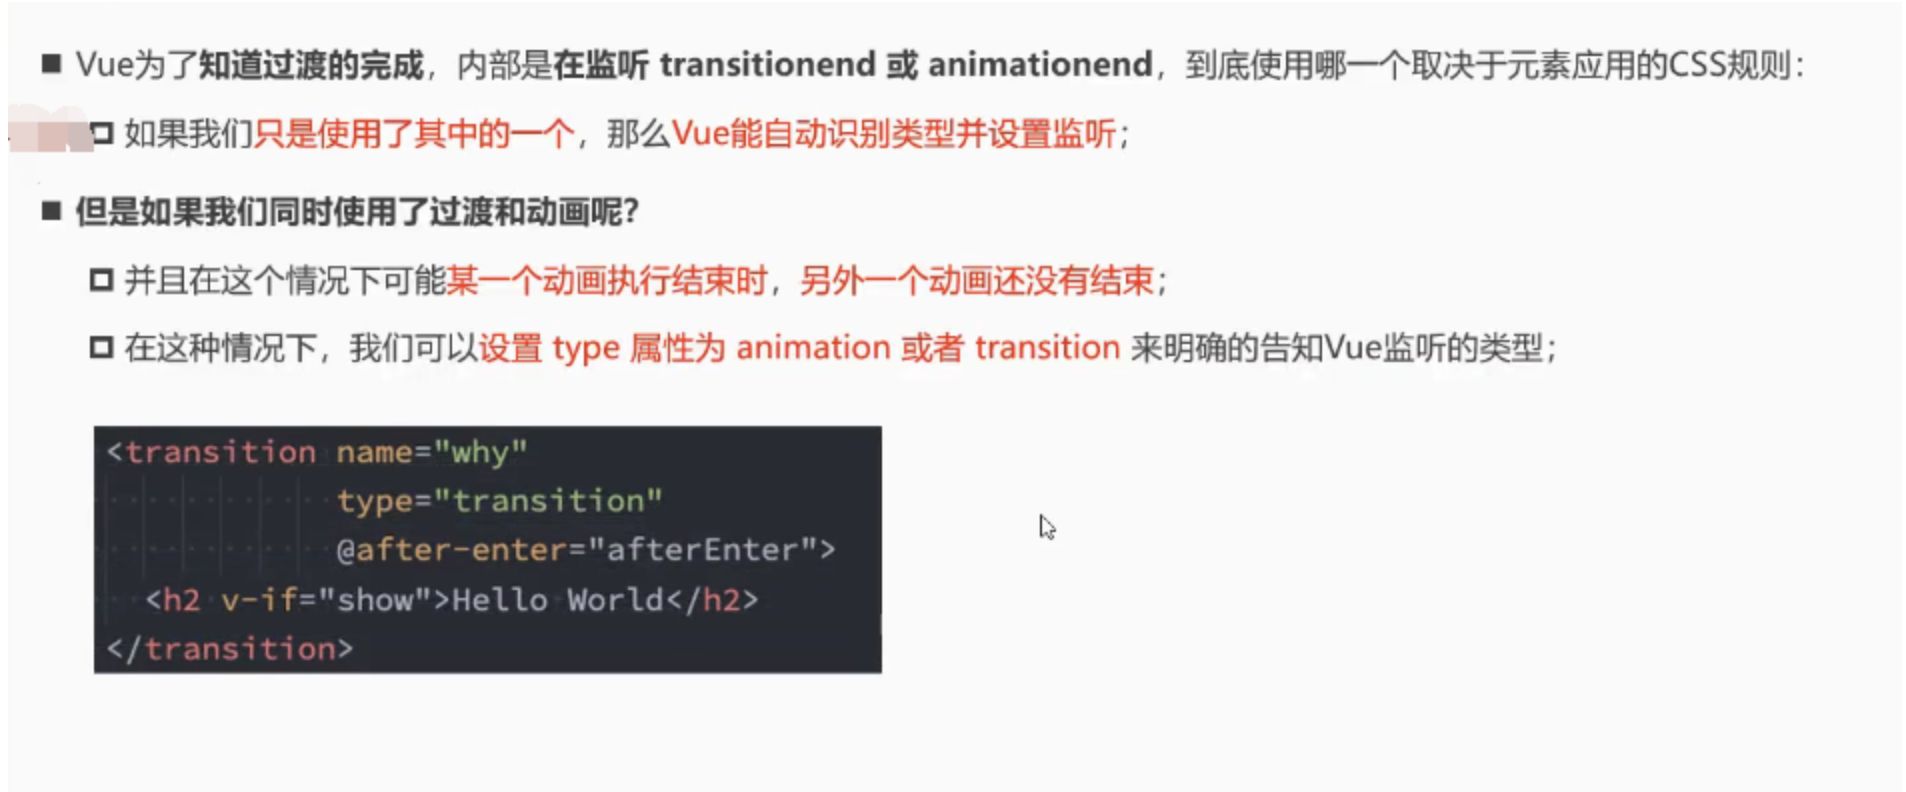 Vue为了知道过渡的完成，内部是在监听 transitionend 或 animationend，到底使用哪一个取决于元素应用的CSS规则：
如果我们只是使用了其中的一个，那么Vue能自动识别类型并设置监听；
但是如果我们同时使用了过渡和动画呢？
并且在这个情况下可能某一个动画执行结束时，另外一个动画还没有结束；
在这种情况下，我们可以设置 type 属性为 animation 或者 transition 来明确的告知Vue监听的类型；
<transition name="why"
type="transition"
@after-enter="afterEnter">
<h2 v-if="show">Hello World</h2>
</transition>